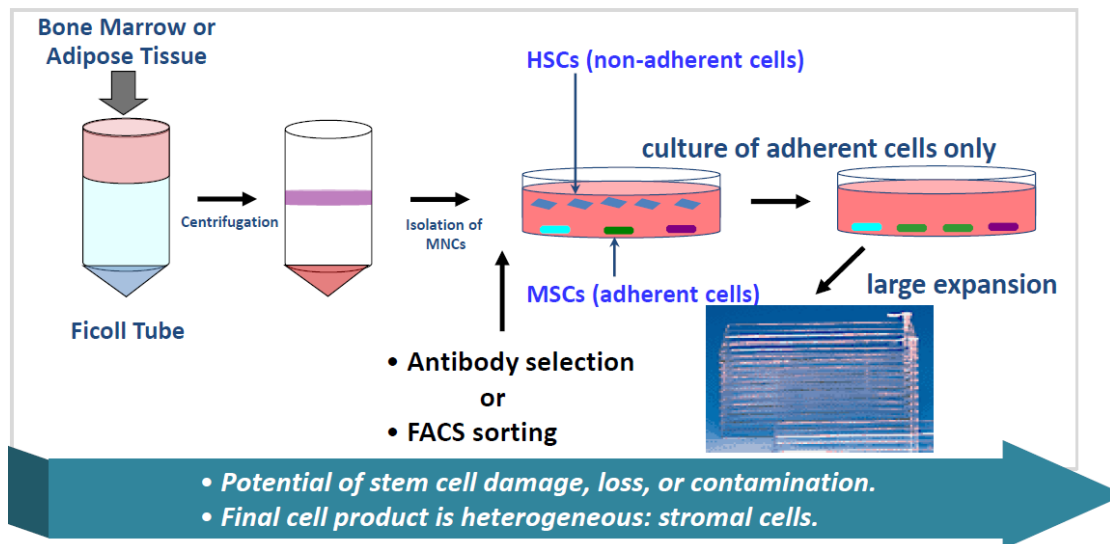 Bone Marrow or
Adipose Tissue
HSCs (non-adherent cells)
culture of adherent cells only
Centrifugation
Isolation of
MNCs
MSCs (adherent cells)
large expansion
Ficoll Tube
• Antibody selection
or
• FACS sorting
• Potential of stem cell damage, loss, or contamination.
• Final cell product is heterogeneous: stromal cells.